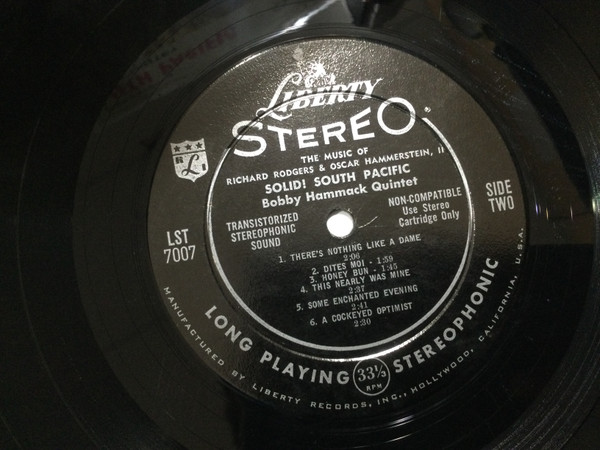 LIBERTY
STEREO
THE MUSIC OF
RICHARD RODGERS & OSCAR HAMMERSTEIN, II
SOLID! SOUTH PACIFIC
Bobby Hammack Quintet
TRANSISTORIZED
STEREOPHONIC
SOUND
NON-COMPATIBLE
Use Stereo
Cartridge Only
SIDE
TWO
LST
7007
1. THERE'S NOTHING LIKE A DAME
2:06
2. DITES MOI - 1:59
3. HONEY BUN - 1:45
4. THIS NEARLY WAS MINE
2:37
5. SOME ENCHANTED EVENING
2:41
6. A COCKEYED OPTIMIST
2:30
LONG PLAYING 33⅓ RPM STEREOPHONIC
MANUFACTURED BY LIBERTY RECORDS, INC., HOLLYWOOD, CALIFORNIA, U.S.A.